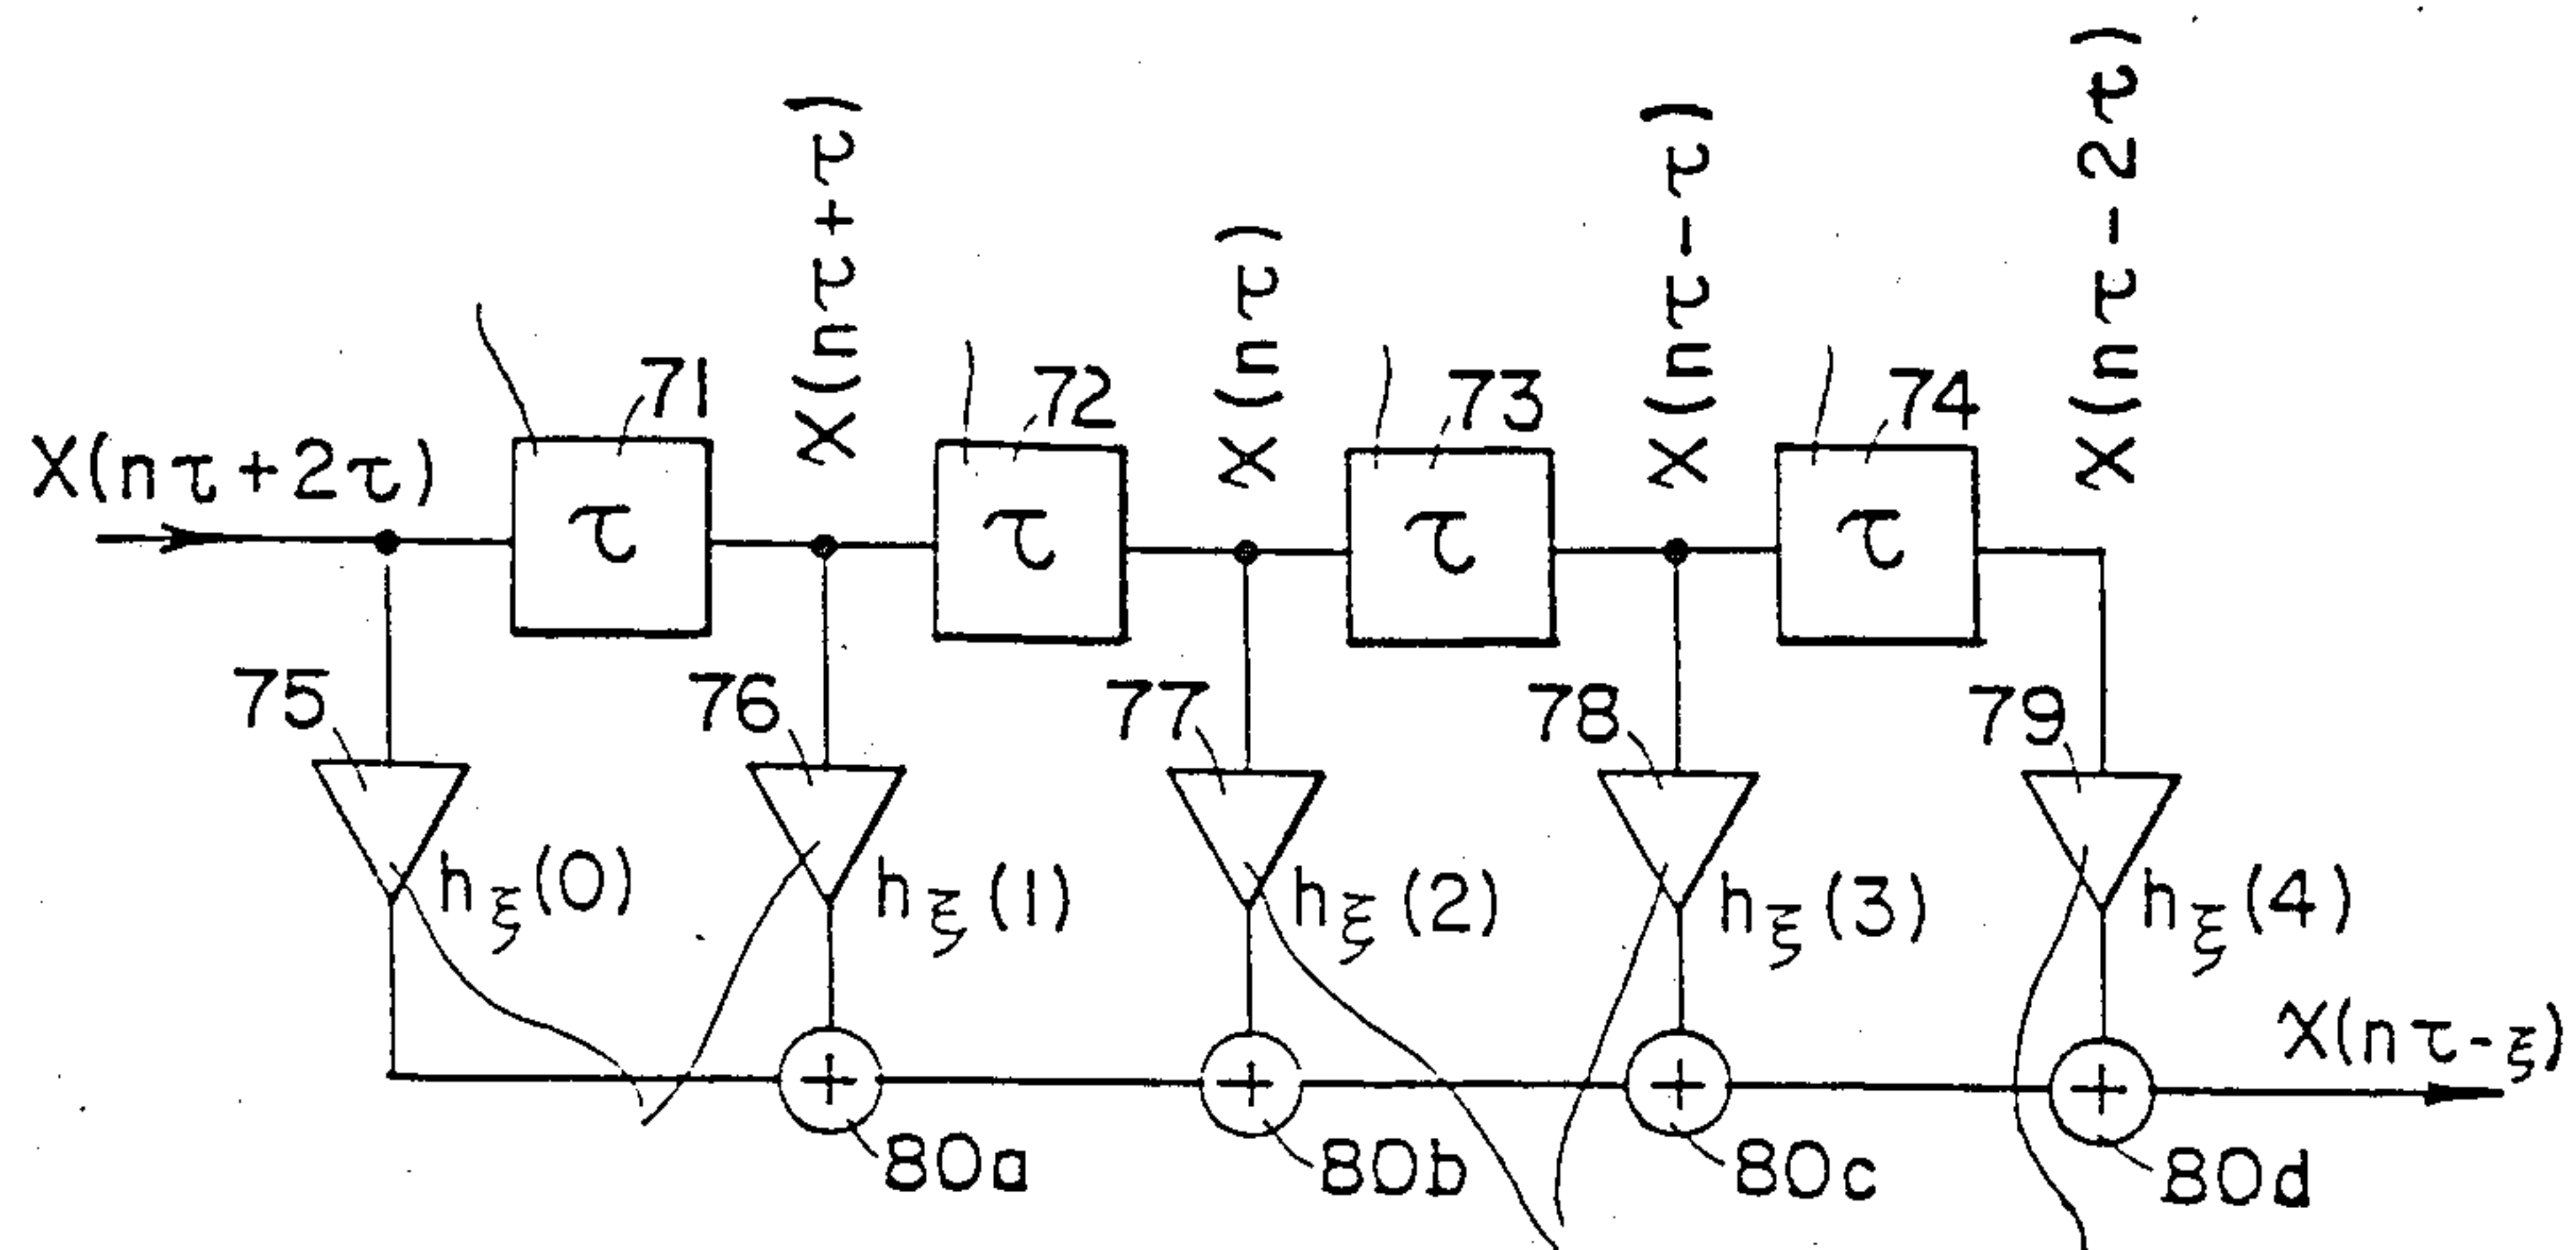 X(nτ+2τ)
71
τ
X(nτ+τ)
72
τ
X(nτ)
73
τ
X(nτ-τ)
74
τ
X(nτ-2τ)
75
hξ(0)
76
hξ(1)
77
hξ(2)
78
hξ(3)
79
hξ(4)
+
80a
+
80b
+
80c
+
80d
X(nτ-ξ)